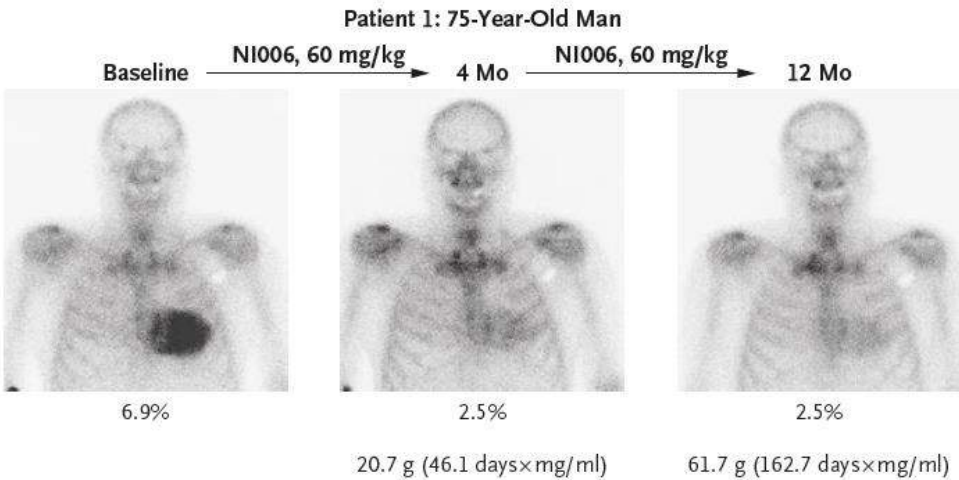 Patient 1: 75-Year-Old Man
NI006, 60 mg/kg NI006, 60 mg/kg
Baseline 4 Mo 12 Mo
6.9% 2.5% 2.5%
20.7 g (46.1 days×mg/ml) 61.7 g (162.7 days×mg/ml)